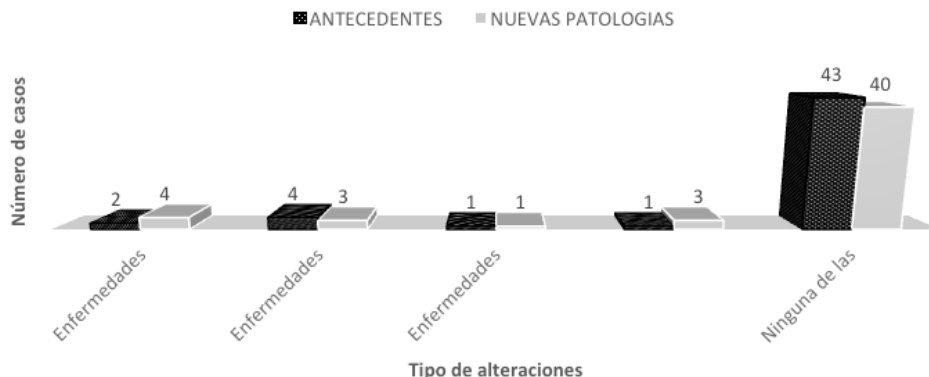 ANTECEDENTES NUEVAS PATOLOGIAS
Número de casos
2 4 4 3 1 1 1 3 43 40
Enfermedades Enfermedades Enfermedades Ninguna de las
Tipo de alteraciones